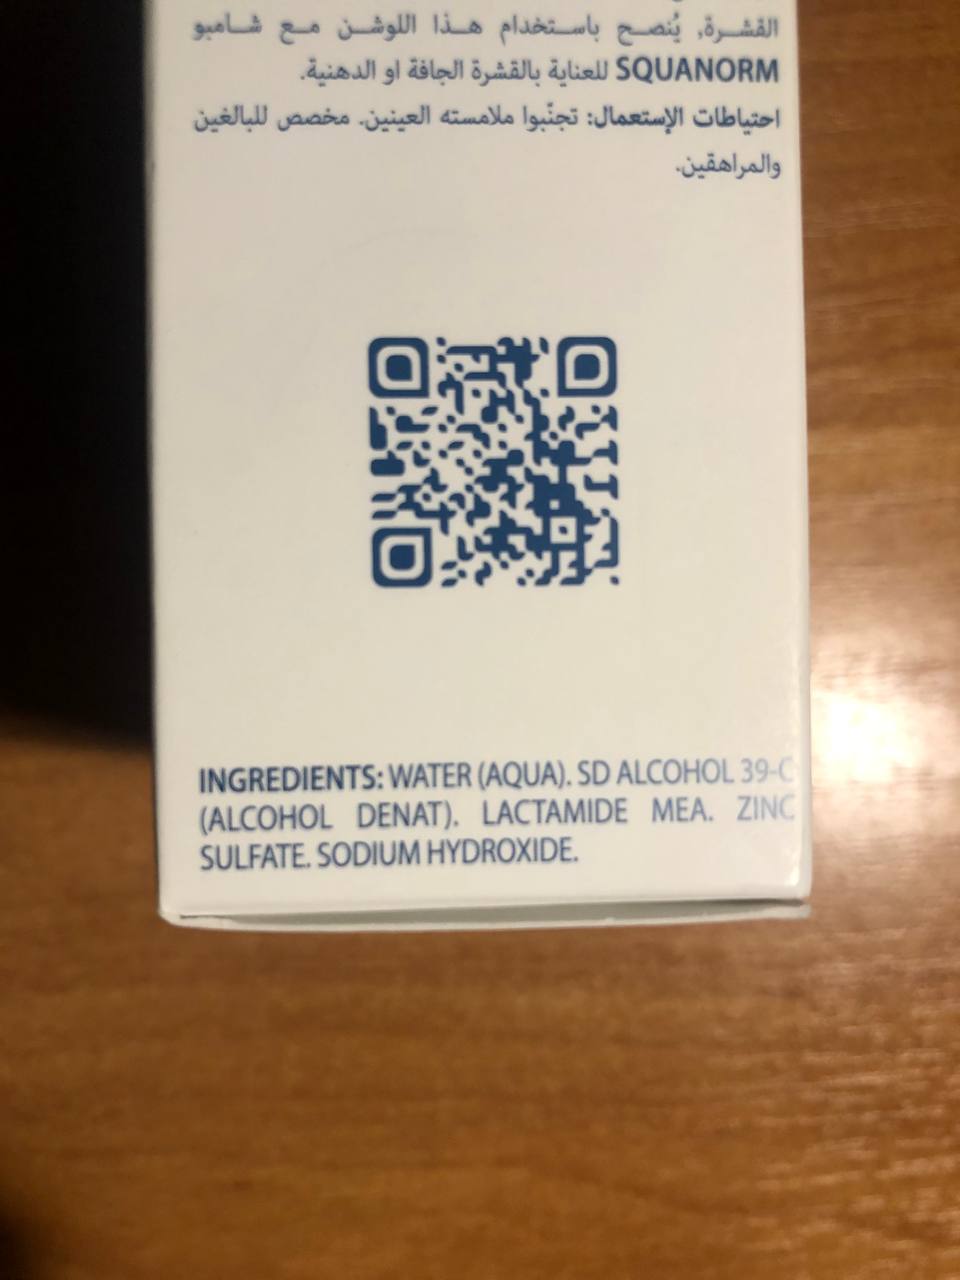 القشرة, يُنصح باستخدام هذا اللوشن مع شامبو
SQUANORM للعناية بالقشرة الجافة او الدهنية.
احتياطات الإستعمال: تجنّبوا ملامسته العينين. مخصص للبالغين
والمراهقين.
INGREDIENTS: WATER (AQUA). SD ALCOHOL 39-C
(ALCOHOL DENAT). LACTAMIDE MEA. ZINC
SULFATE. SODIUM HYDROXIDE.